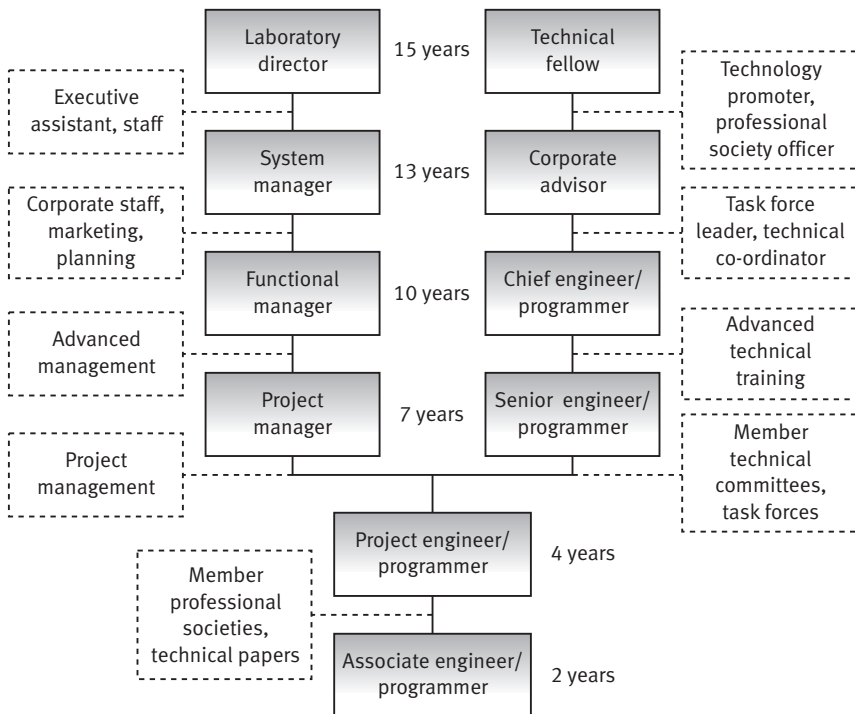 Laboratory
director
15 years
Technical
fellow
Executive
assistant, staff
Technology
promoter,
professional
society officer
System
manager
13 years
Corporate
advisor
Corporate staff,
marketing,
planning
Task force
leader, technical
co-ordinator
Functional
manager
10 years
Chief engineer/
programmer
Advanced
management
Advanced
technical
training
Project
manager
7 years
Senior engineer/
programmer
Project
management
Member
technical
committees,
task forces
Project engineer/
programmer
4 years
Member
professional
societies,
technical papers
Associate engineer/
programmer
2 years